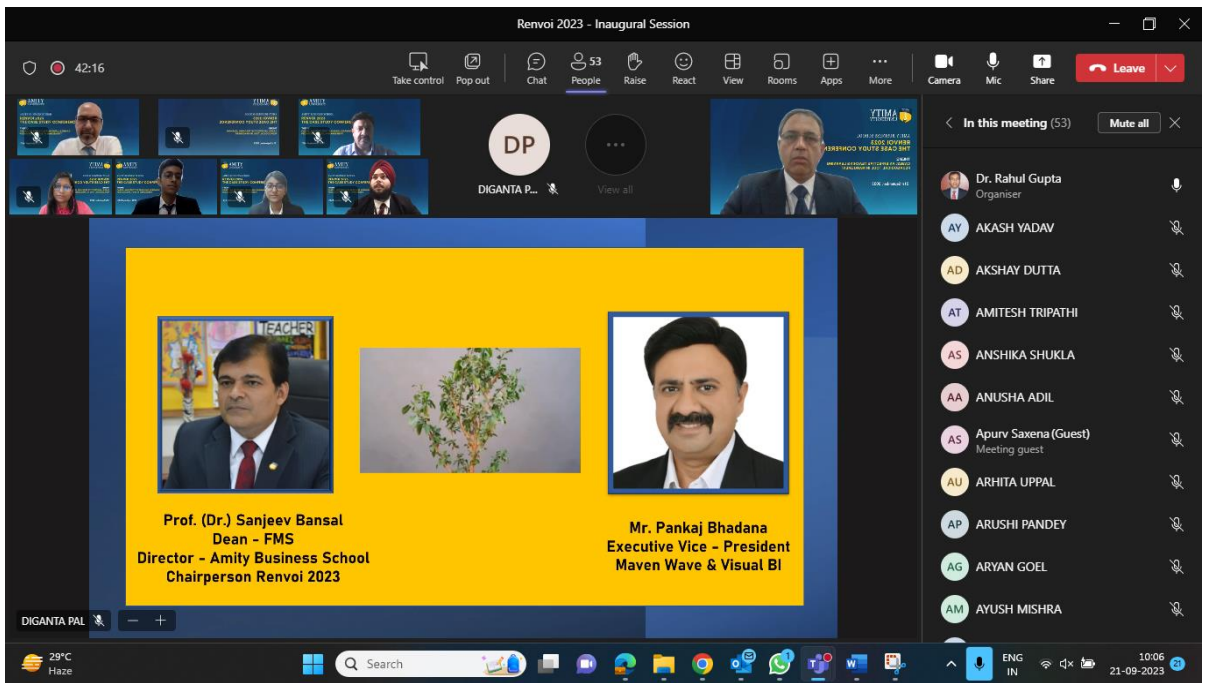 Renvoi 2023 - Inaugural Session
42:16
Take control
Pop out
Chat
53
People
Raise
React
View
Rooms
Apps
More
Camera
Mic
Share
Leave
AMITY
DP
DIGANTA P...
View all
In this meeting (53)
Mute all
Dr. Rahul Gupta
Organiser
AY AKASH YADAV
AD AKSHAY DUTTA
AT AMITESH TRIPATHI
AS ANSHIKA SHUKLA
AA ANUSHA ADIL
AS Apurv Saxena (Guest)
Meeting guest
AU ARHITA UPPAL
AP ARUSHI PANDEY
AG ARYAN GOEL
AM AYUSH MISHRA
TEACHER
Prof. (Dr.) Sanjeev Bansal
Dean - FMS
Director - Amity Business School
Chairperson Renvoi 2023
Mr. Pankaj Bhadana
Executive Vice - President
Maven Wave & Visual BI
DIGANTA PAL
29°C
Haze
Search
ENG
IN
10:06
21-09-2023
21